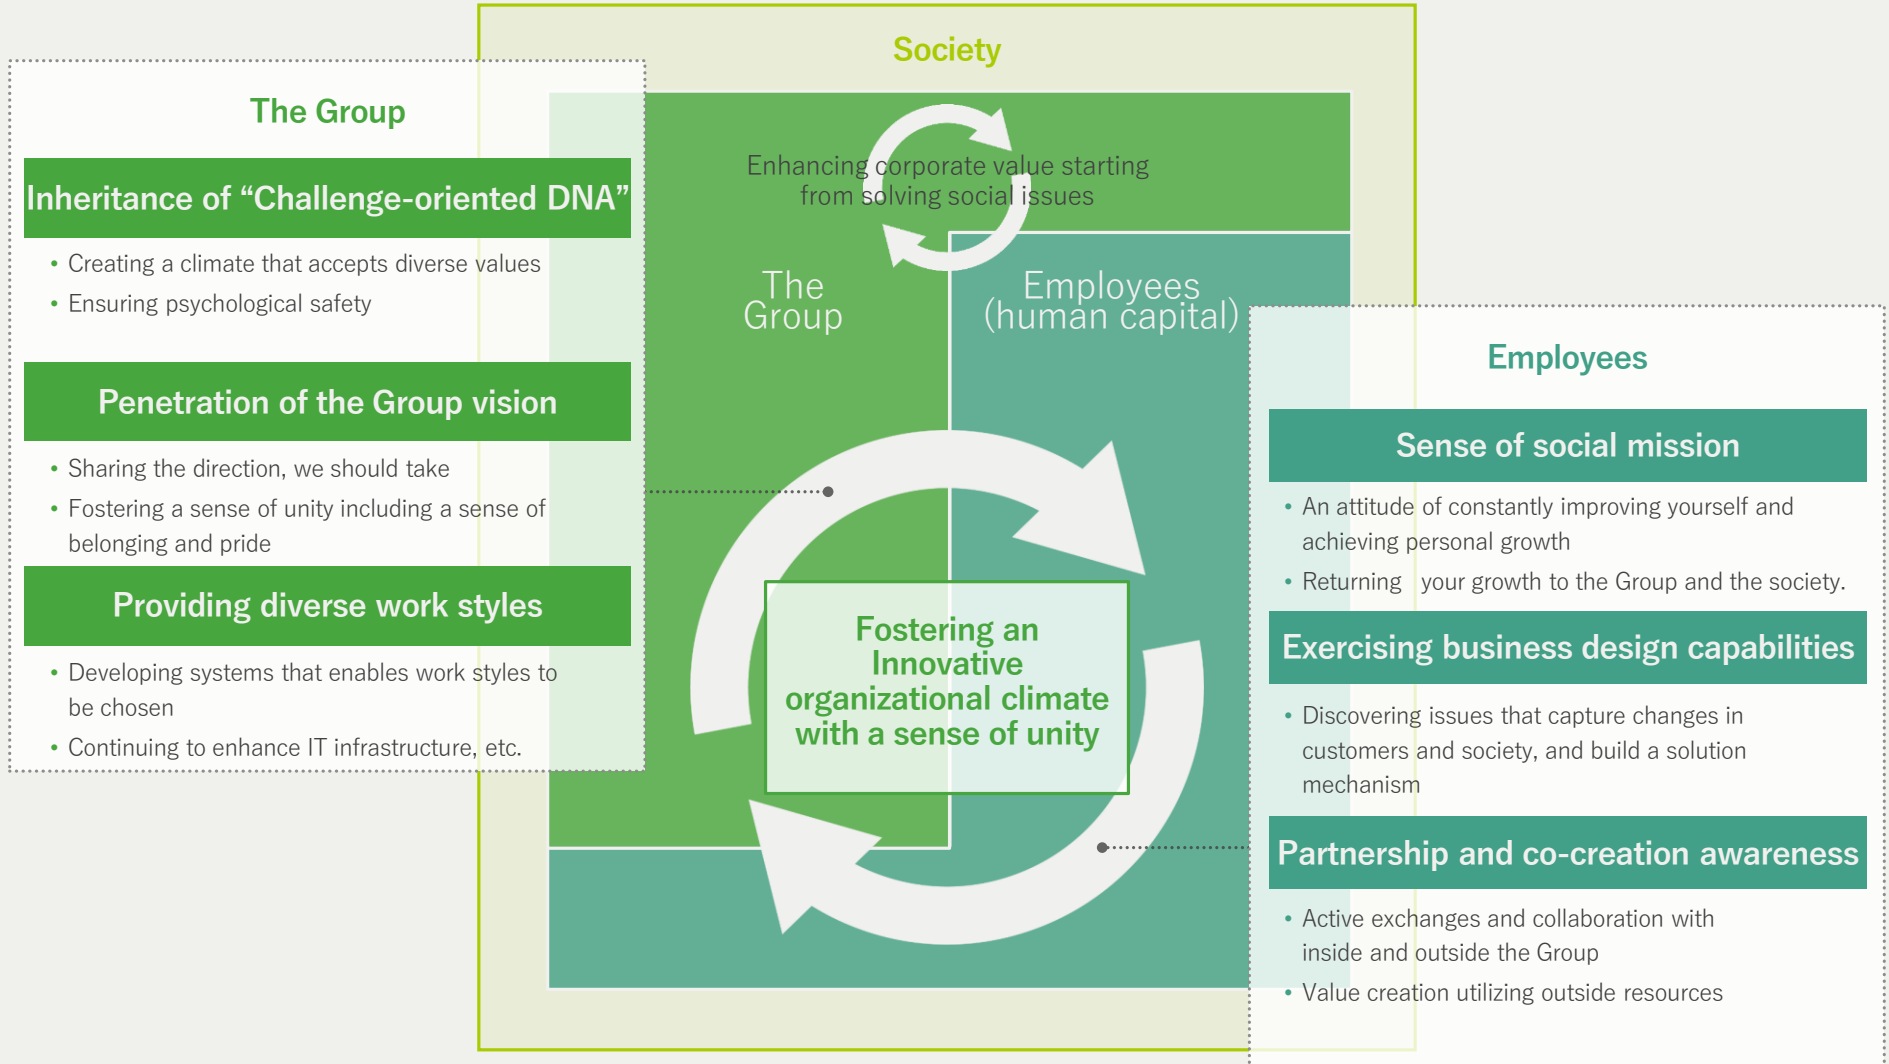 Society
The Group
Inheritance of “Challenge-oriented DNA”
• Creating a climate that accepts diverse values
• Ensuring psychological safety
Penetration of the Group vision
• Sharing the direction, we should take
• Fostering a sense of unity including a sense of
belonging and pride
Providing diverse work styles
• Developing systems that enables work styles to
be chosen
• Continuing to enhance IT infrastructure, etc.
Enhancing corporate value starting
from solving social issues
The
Group
Employees
(human capital)
Fostering an
Innovative
organizational climate
with a sense of unity
Employees
Sense of social mission
• An attitude of constantly improving yourself and
achieving personal growth
• Returning your growth to the Group and the society.
Exercising business design capabilities
• Discovering issues that capture changes in
customers and society, and build a solution
mechanism
Partnership and co-creation awareness
• Active exchanges and collaboration with
inside and outside the Group
• Value creation utilizing outside resources